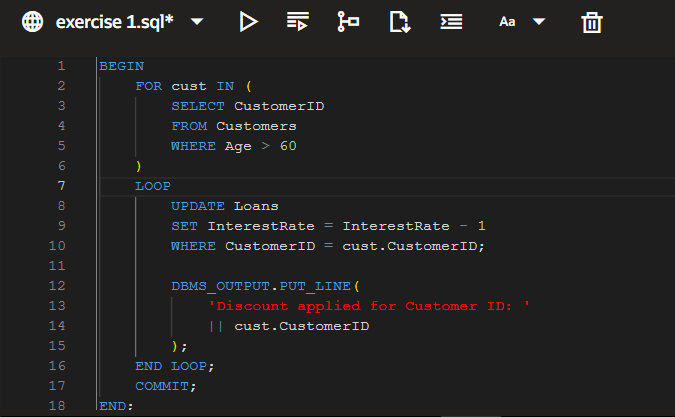 exercise 1.sql*
Aa
1 BEGIN
2 FOR cust IN (
3 SELECT CustomerID
4 FROM Customers
5 WHERE Age > 60
6 )
7 LOOP
8 UPDATE Loans
9 SET InterestRate = InterestRate - 1
10 WHERE CustomerID = cust.CustomerID;
11
12 DBMS_OUTPUT.PUT_LINE(
13 'Discount applied for Customer ID: '
14 || cust.CustomerID
15 );
16 END LOOP;
17 COMMIT;
18 END;